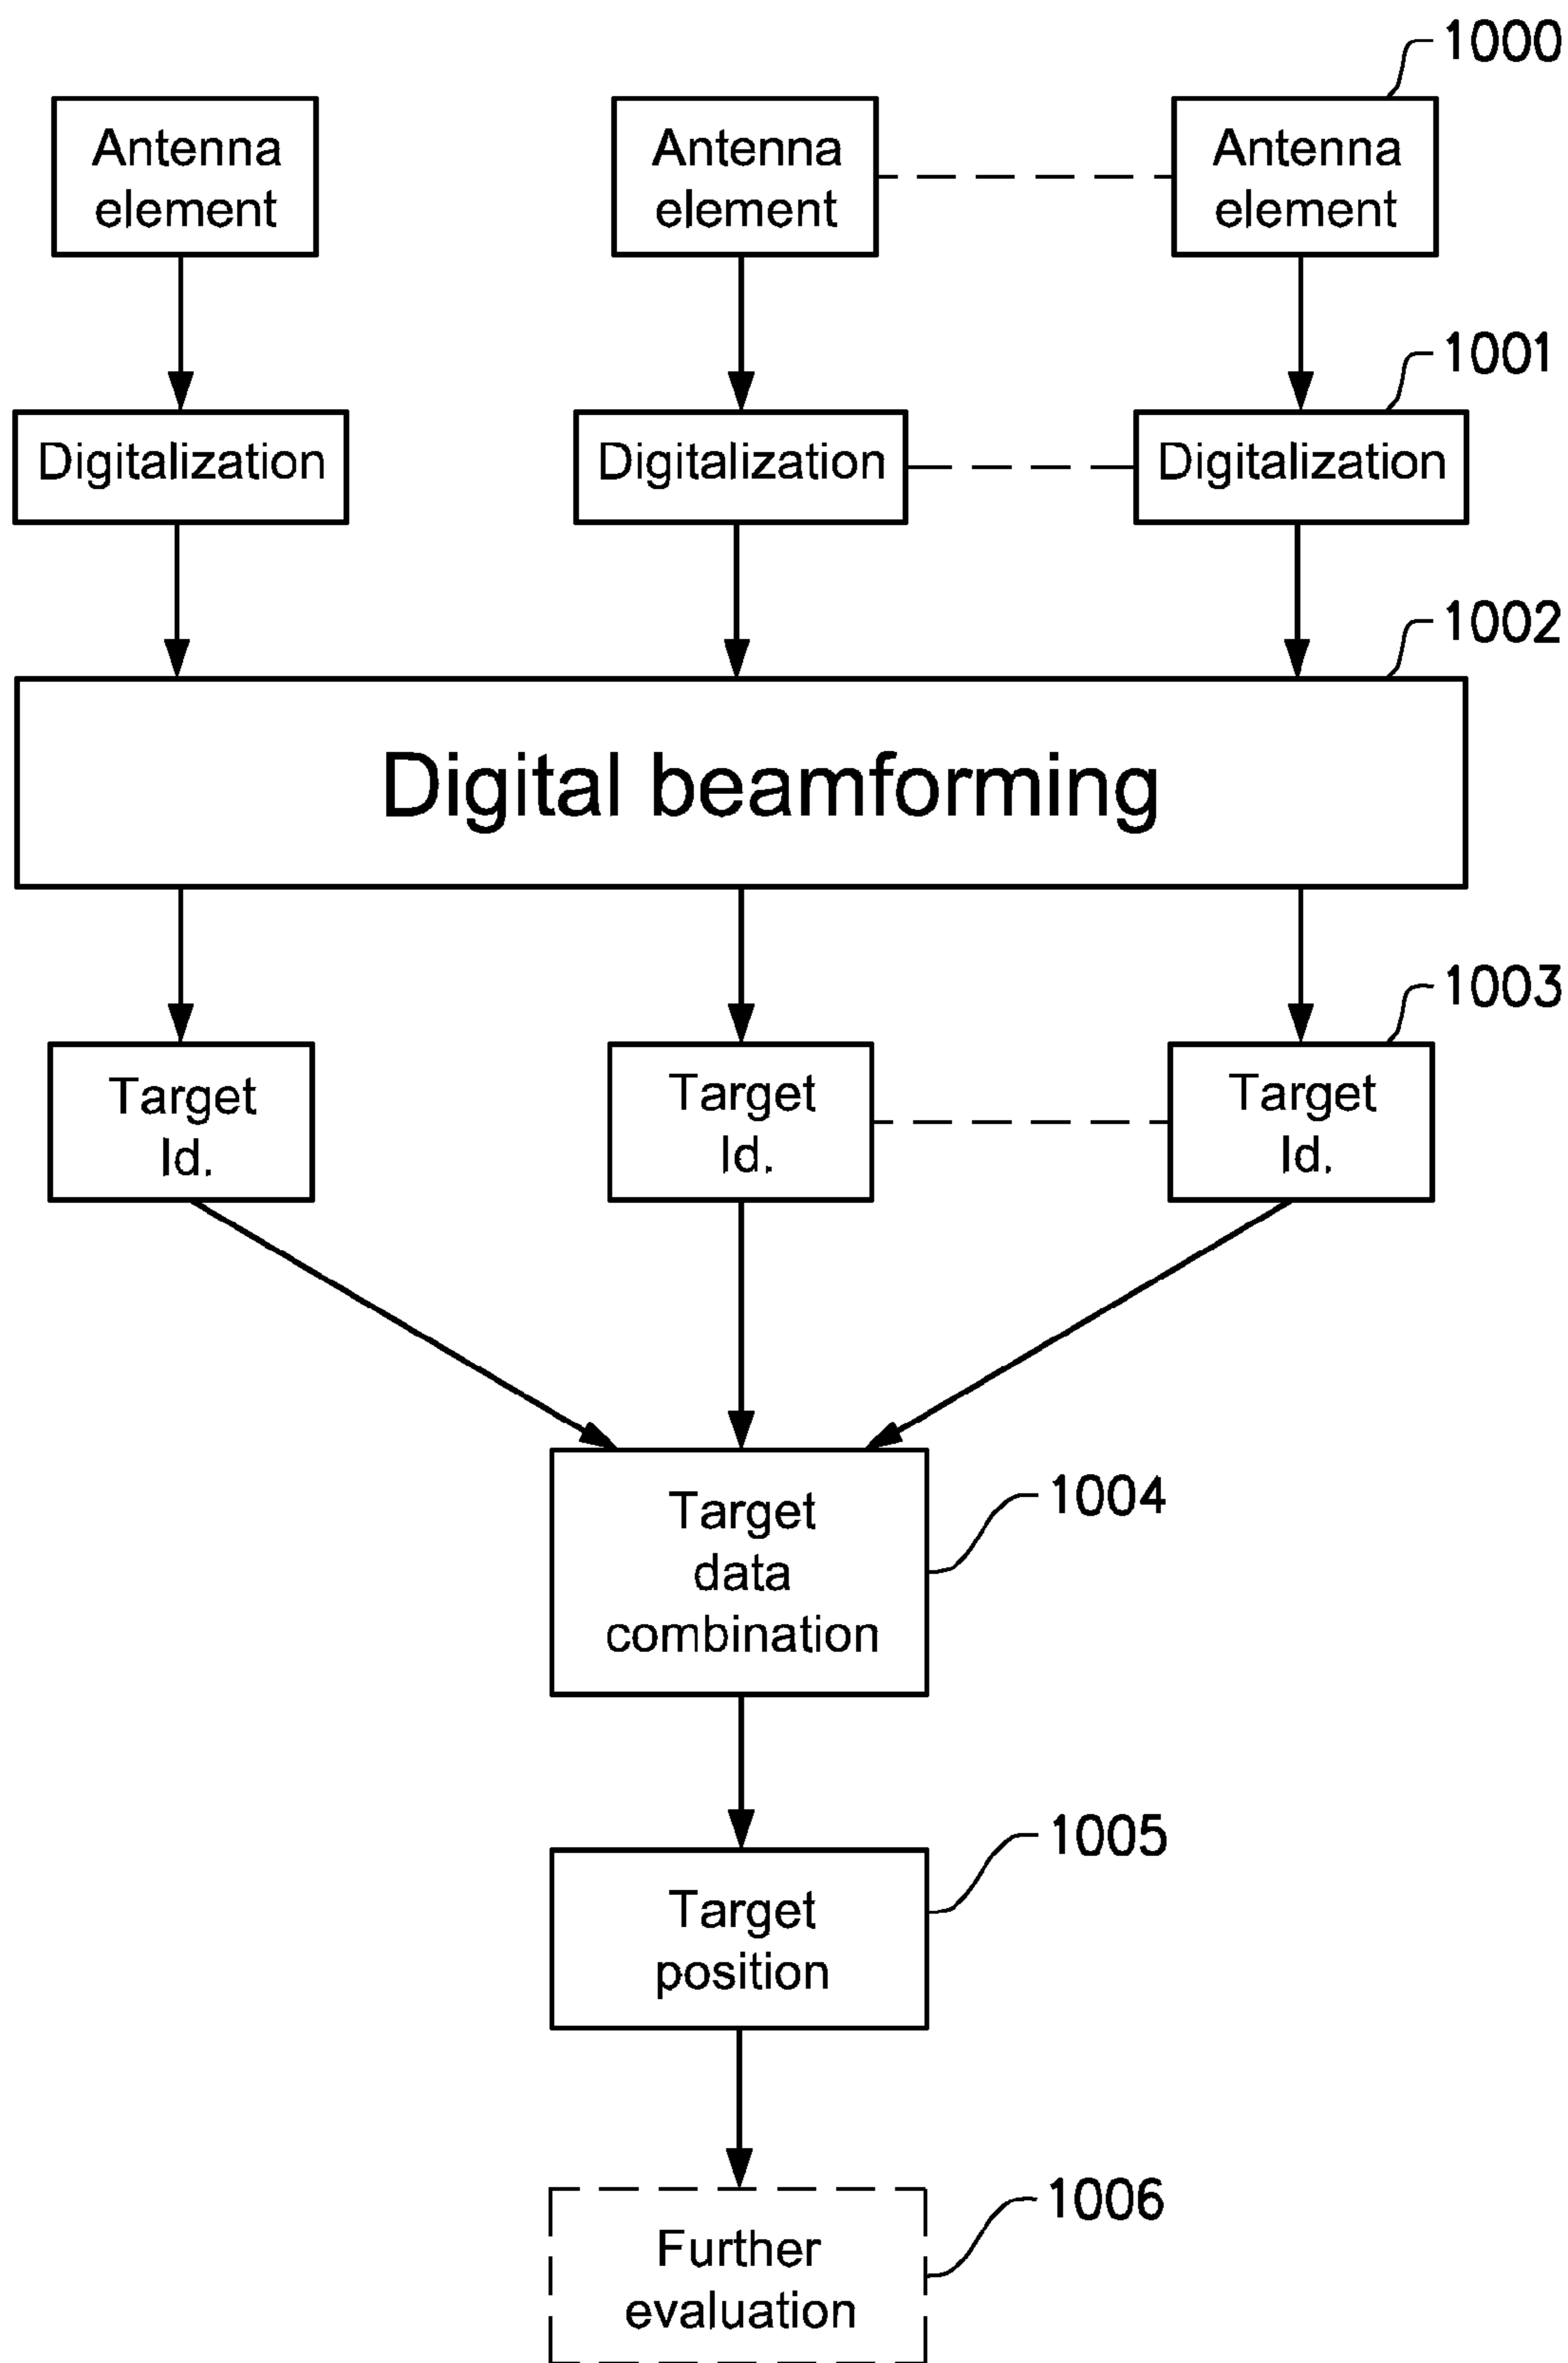 1000
Antenna
element
Antenna
element
Antenna
element
1001
Digitalization
Digitalization
Digitalization
1002
Digital beamforming
1003
Target
Id.
Target
Id.
Target
Id.
Target
data
combination
1004
1005
Target
position
1006
Further
evaluation